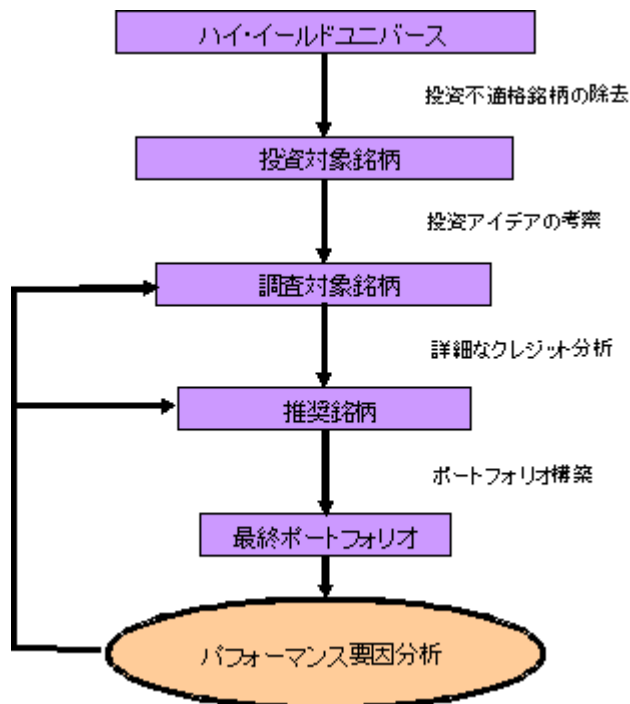 ハイ・イールドユニバース
投資不適格銘柄の除去
投資対象銘柄
投資アイデアの考察
調査対象銘柄
詳細なクレジット分析
推奨銘柄
ポートフォリオ構築
最終ポートフォリオ
パフォーマンス要因分析